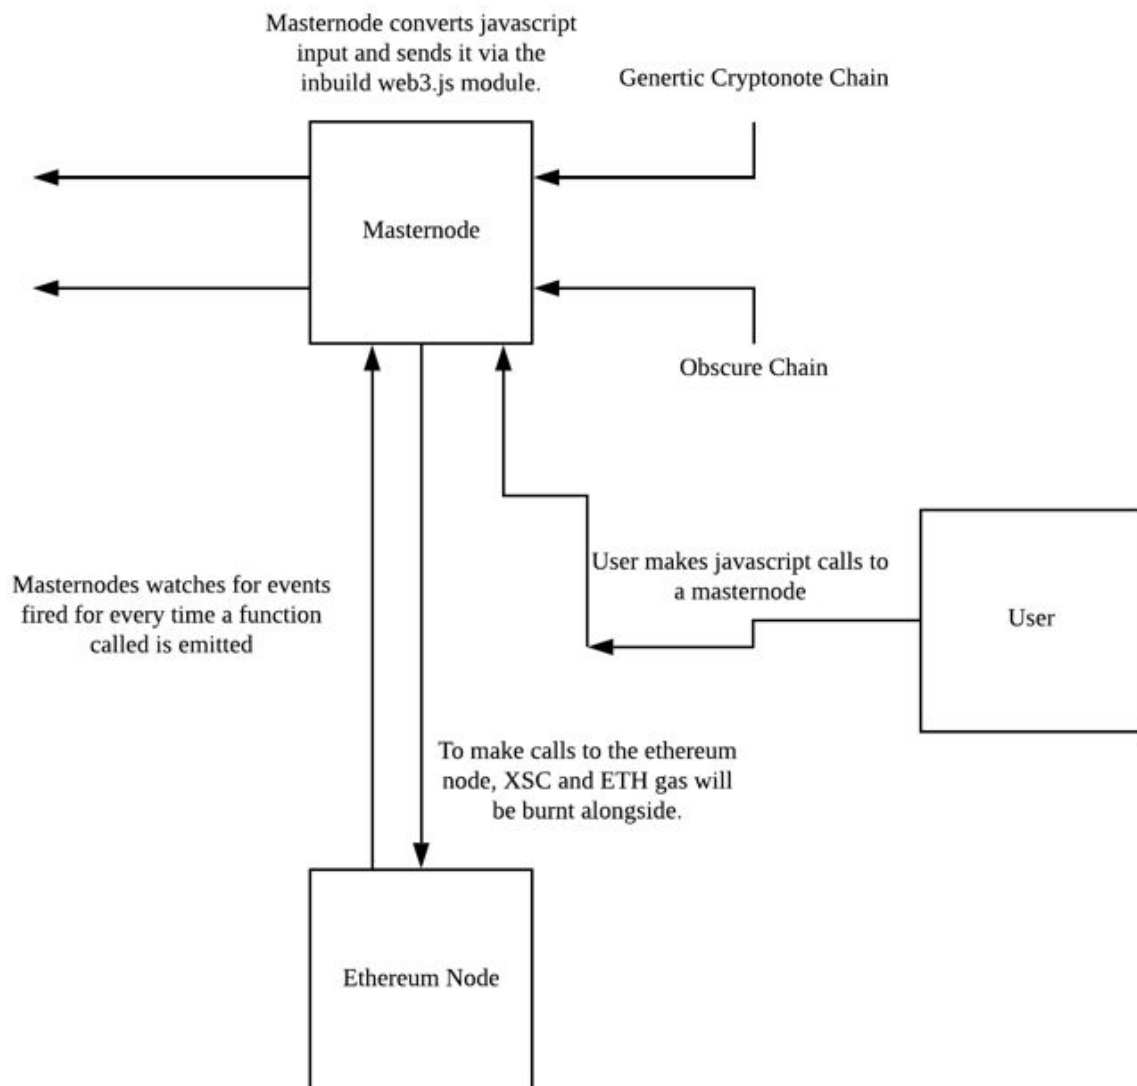 Masternode converts javascript
input and sends it via the
inbuild web3.js module.
Genertic Cryptonote Chain
Masternode
Obscure Chain
User makes javascript calls to
a masternode
User
Masternodes watches for events
fired for every time a function
called is emitted
To make calls to the ethereum
node, XSC and ETH gas will
be burnt alongside.
Ethereum Node